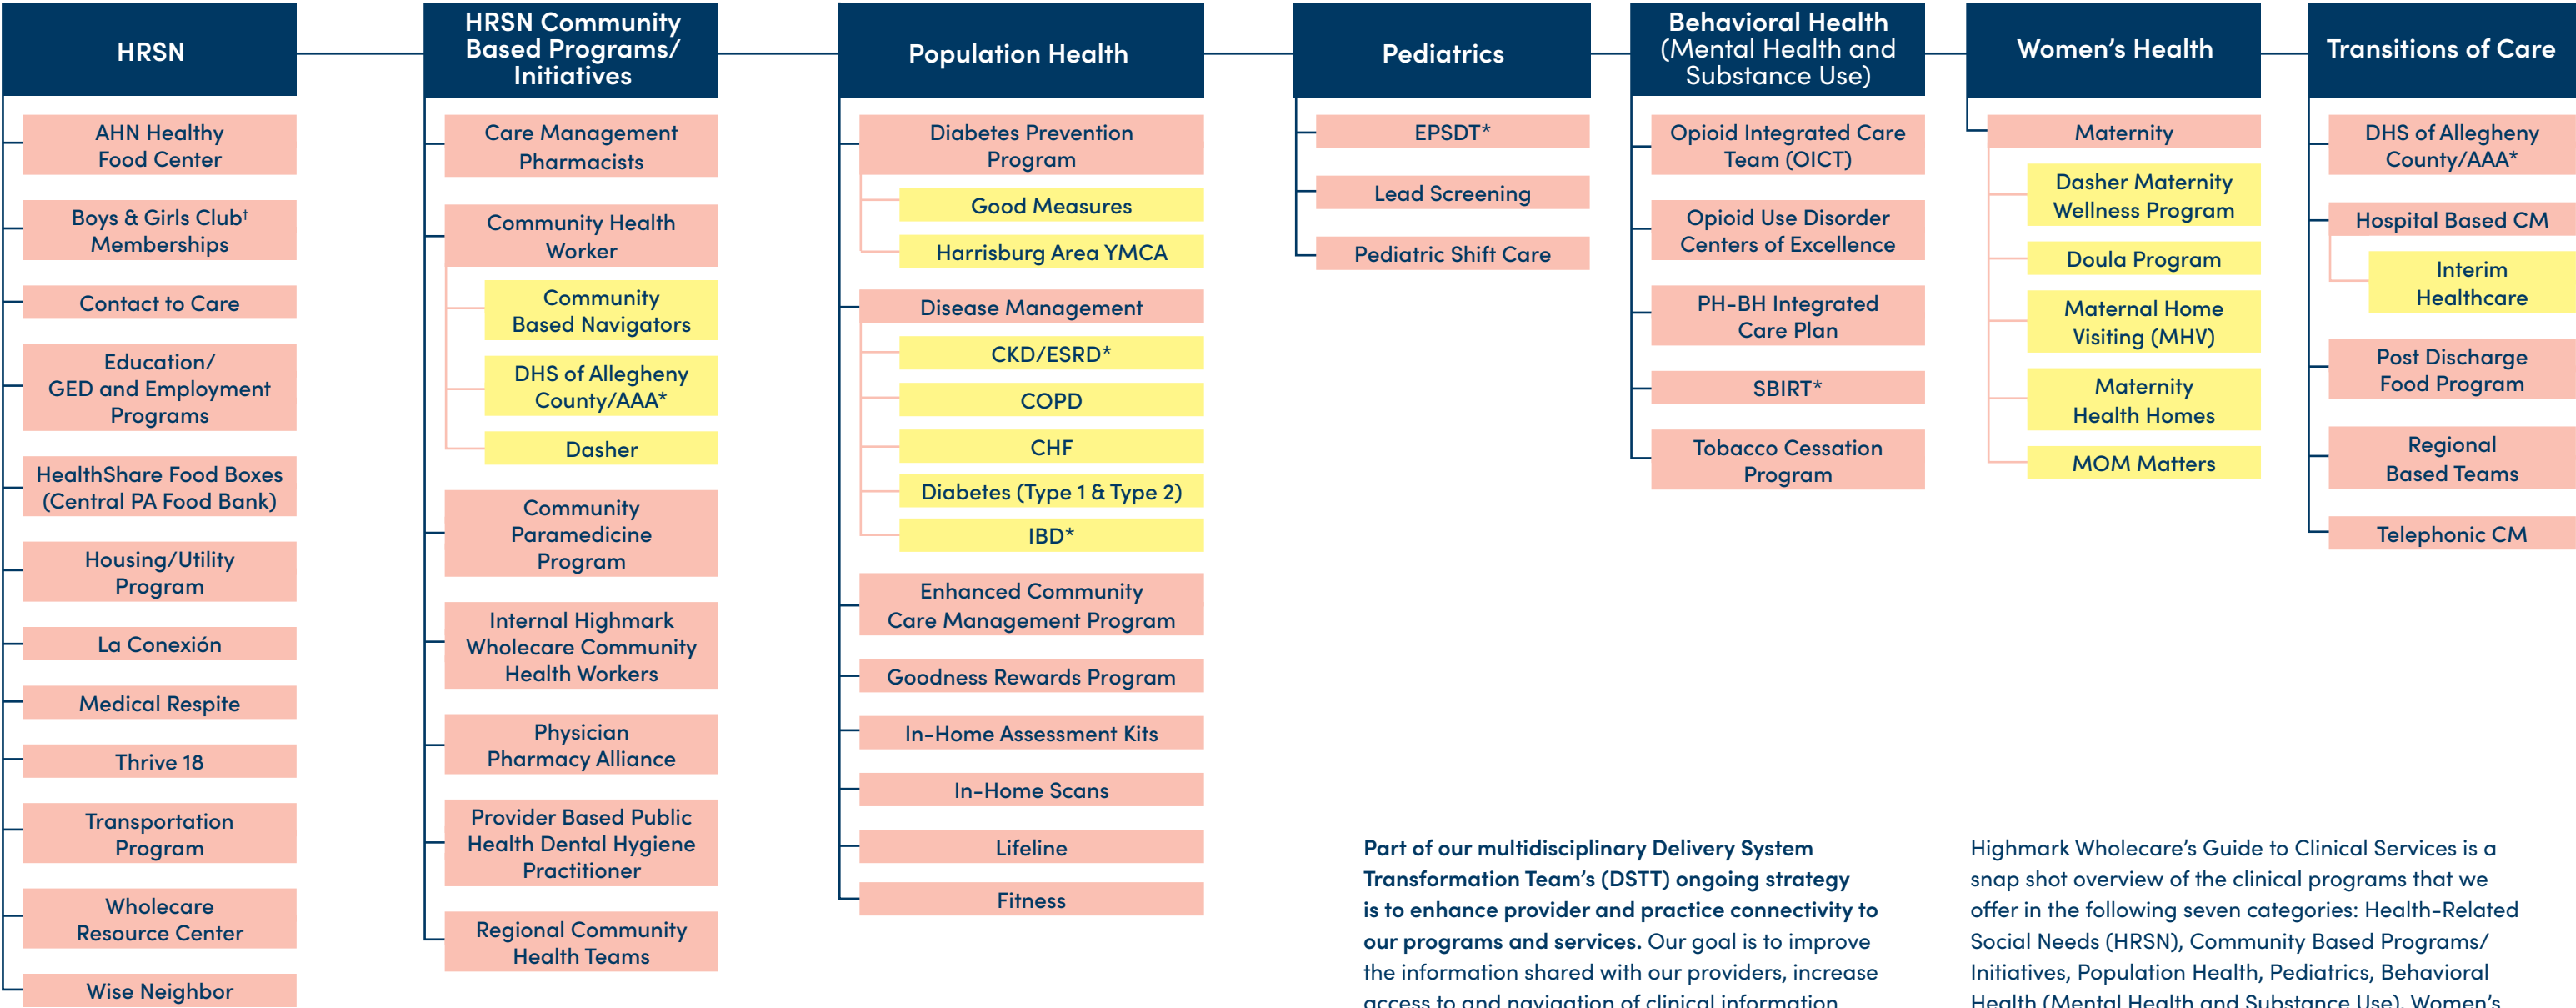 HRSN
AHN Healthy
Food Center
Boys & Girls Club†
Memberships
Contact to Care
Education/
GED and Employment
Programs
HealthShare Food Boxes
(Central PA Food Bank)
Housing/Utility
Program
La Conexión
Medical Respite
Thrive 18
Transportation
Program
Wholecare
Resource Center
Wise Neighbor
HRSN Community
Based Programs/
Initiatives
Care Management
Pharmacists
Community Health
Worker
Community
Based Navigators
DHS of Allegheny
County/AAA*
Dasher
Community
Paramedicine
Program
Internal Highmark
Wholecare Community
Health Workers
Physician
Pharmacy Alliance
Provider Based Public
Health Dental Hygiene
Practitioner
Regional Community
Health Teams
Population Health
Diabetes Prevention
Program
Good Measures
Harrisburg Area YMCA
Disease Management
CKD/ESRD*
COPD
CHF
Diabetes (Type 1 & Type 2)
IBD*
Enhanced Community
Care Management Program
Goodness Rewards Program
In-Home Assessment Kits
In-Home Scans
Lifeline
Fitness
Pediatrics
EPSDT*
Lead Screening
Pediatric Shift Care
Behavioral Health
(Mental Health and
Substance Use)
Opioid Integrated Care
Team (OICT)
Opioid Use Disorder
Centers of Excellence
PH-BH Integrated
Care Plan
SBIRT*
Tobacco Cessation
Program
Women's Health
Maternity
Dasher Maternity
Wellness Program
Doula Program
Maternal Home
Visiting (MHV)
Maternity
Health Homes
MOM Matters
Transitions of Care
DHS of Allegheny
County/AAA*
Hospital Based CM
Interim
Healthcare
Post Discharge
Food Program
Regional
Based Teams
Telephonic CM
Part of our multidisciplinary Delivery System
Transformation Team's (DSTT) ongoing strategy
is to enhance provider and practice connectivity to
our programs and services. Our goal is to improve
the information shared with our providers, increase
access to and navigation of clinical information
Highmark Wholecare's Guide to Clinical Services is a
snap shot overview of the clinical programs that we
offer in the following seven categories: Health-Related
Social Needs (HRSN), Community Based Programs/
Initiatives, Population Health, Pediatrics, Behavioral
Health (Mental Health and Substance Use), Women's